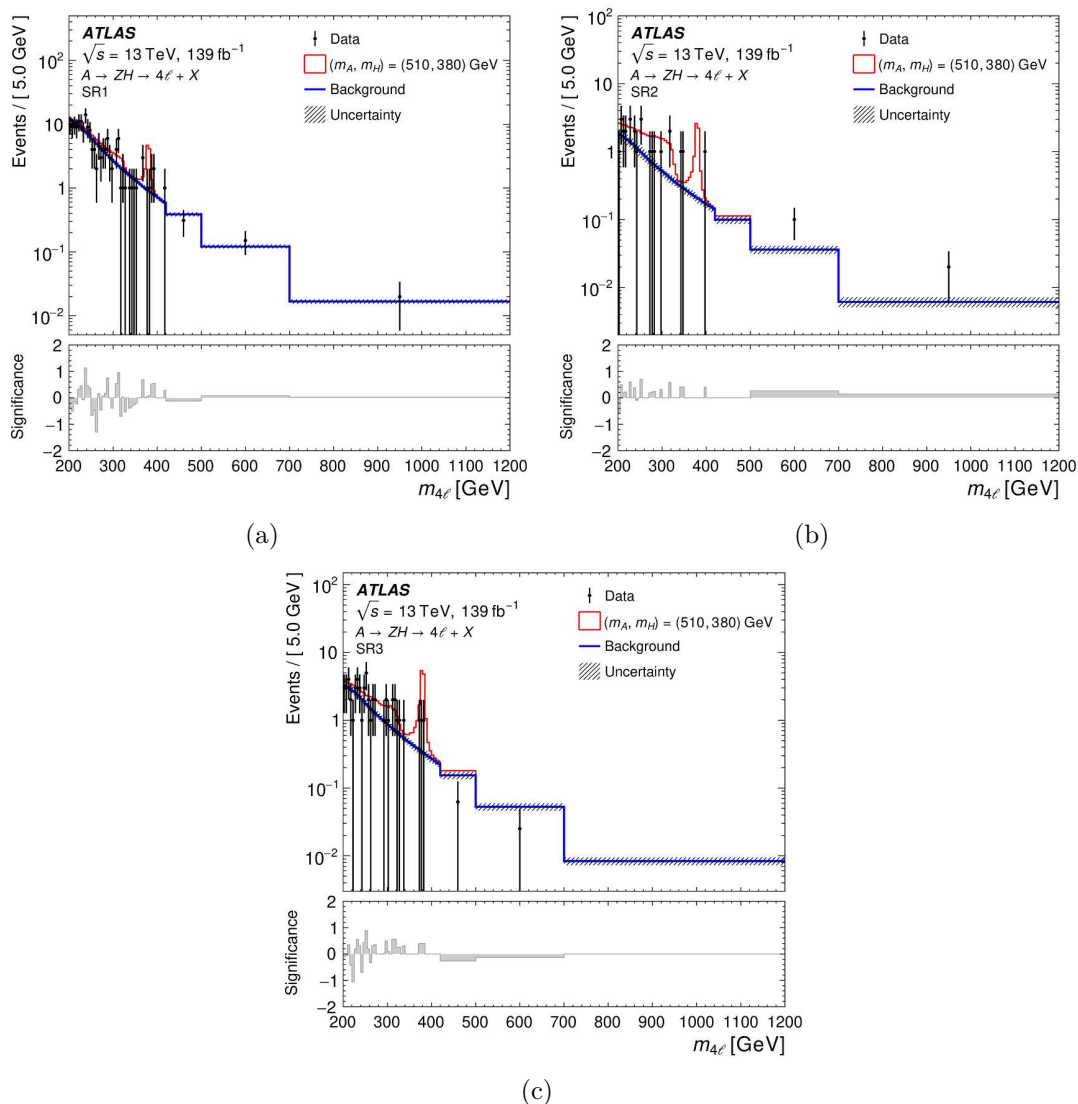 ATLAS
√s = 13 TeV, 139 fb⁻¹
A → ZH → 4ℓ + X
SR1
Data
(m_A, m_H) = (510, 380) GeV
Background
Uncertainty
Events / [ 5.0 GeV ]
10²
10
1
10⁻¹
10⁻²
Significance
2
1
0
−1
−2
200 300 400 500 600 700 800 900 1000 1100 1200
m_4ℓ [GeV]
(a)
ATLAS
√s = 13 TeV, 139 fb⁻¹
A → ZH → 4ℓ + X
SR2
Data
(m_A, m_H) = (510, 380) GeV
Background
Uncertainty
Events / [ 5.0 GeV ]
10²
10
1
10⁻¹
10⁻²
Significance
2
1
0
−1
−2
200 300 400 500 600 700 800 900 1000 1100 1200
m_4ℓ [GeV]
(b)
ATLAS
√s = 13 TeV, 139 fb⁻¹
A → ZH → 4ℓ + X
SR3
Data
(m_A, m_H) = (510, 380) GeV
Background
Uncertainty
Events / [ 5.0 GeV ]
10²
10
1
10⁻¹
10⁻²
Significance
2
1
0
−1
−2
200 300 400 500 600 700 800 900 1000 1100 1200
m_4ℓ [GeV]
(c)